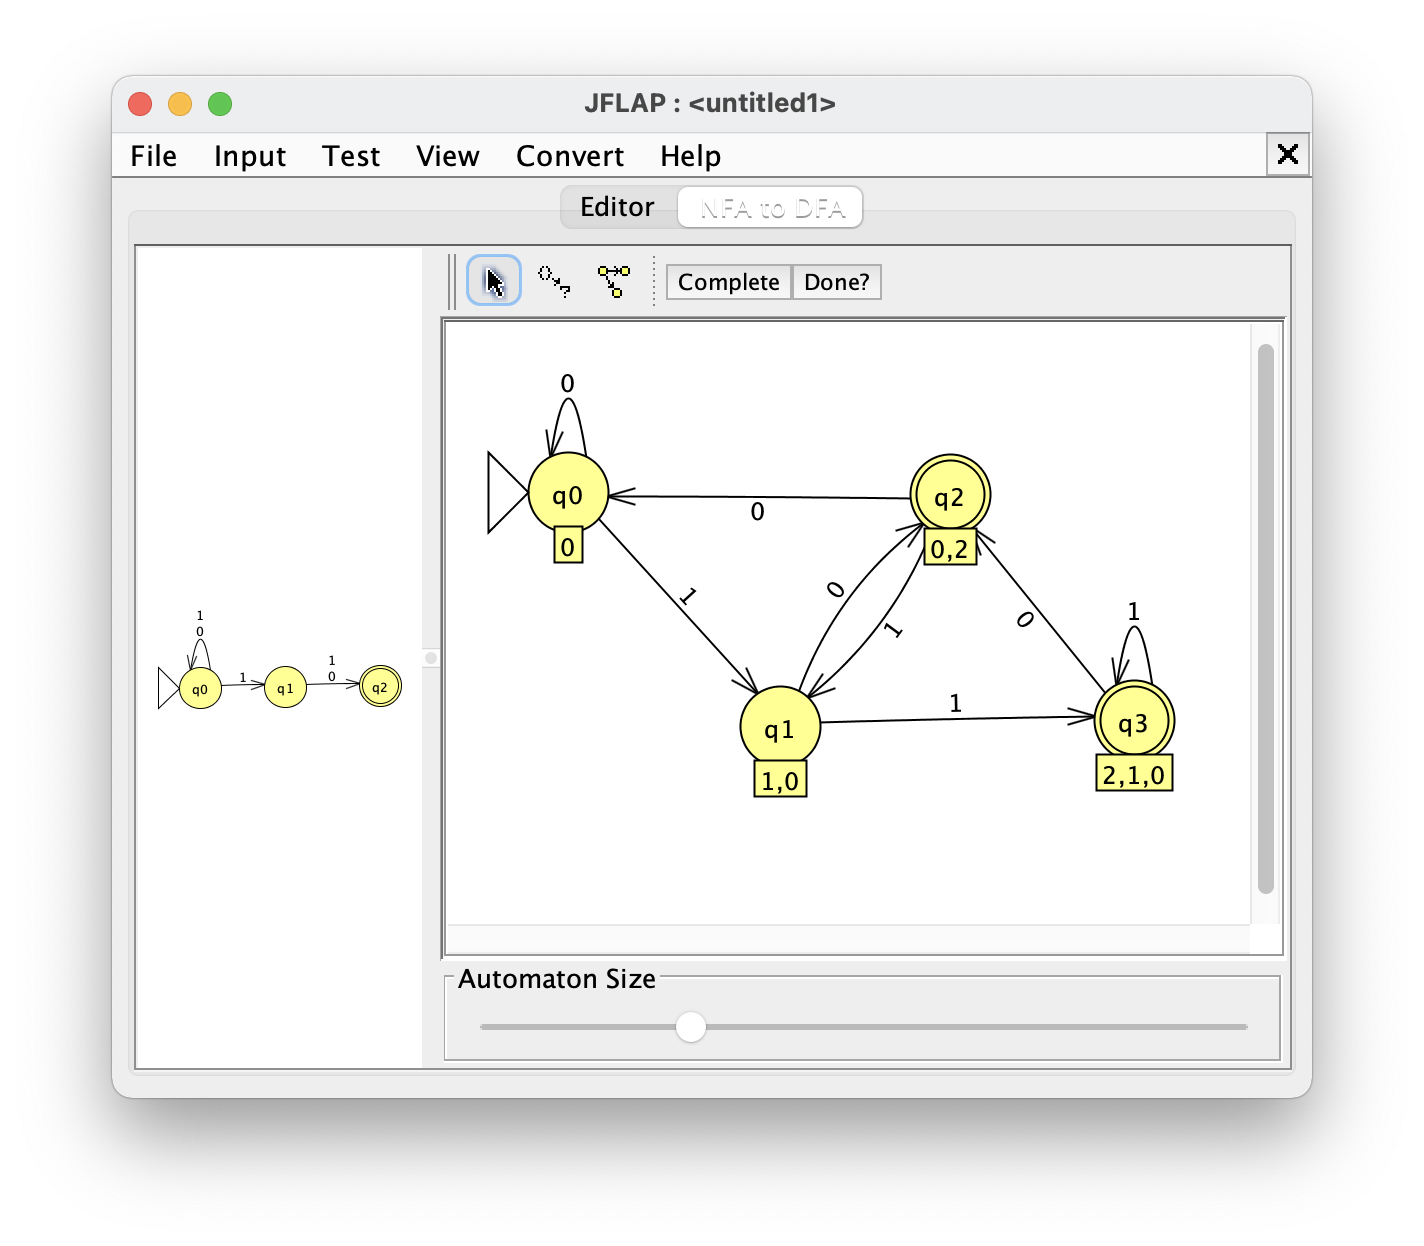 JFLAP : <untitled1>
File Input Test View Convert Help
Editor NFA to DFA
Complete Done?
1
0
q0
1
q1
1
0
q2
0
q0
0
0
q2
0,2
1
0
1
0
1
q1
1,0
1
q3
2,1,0
Automaton Size